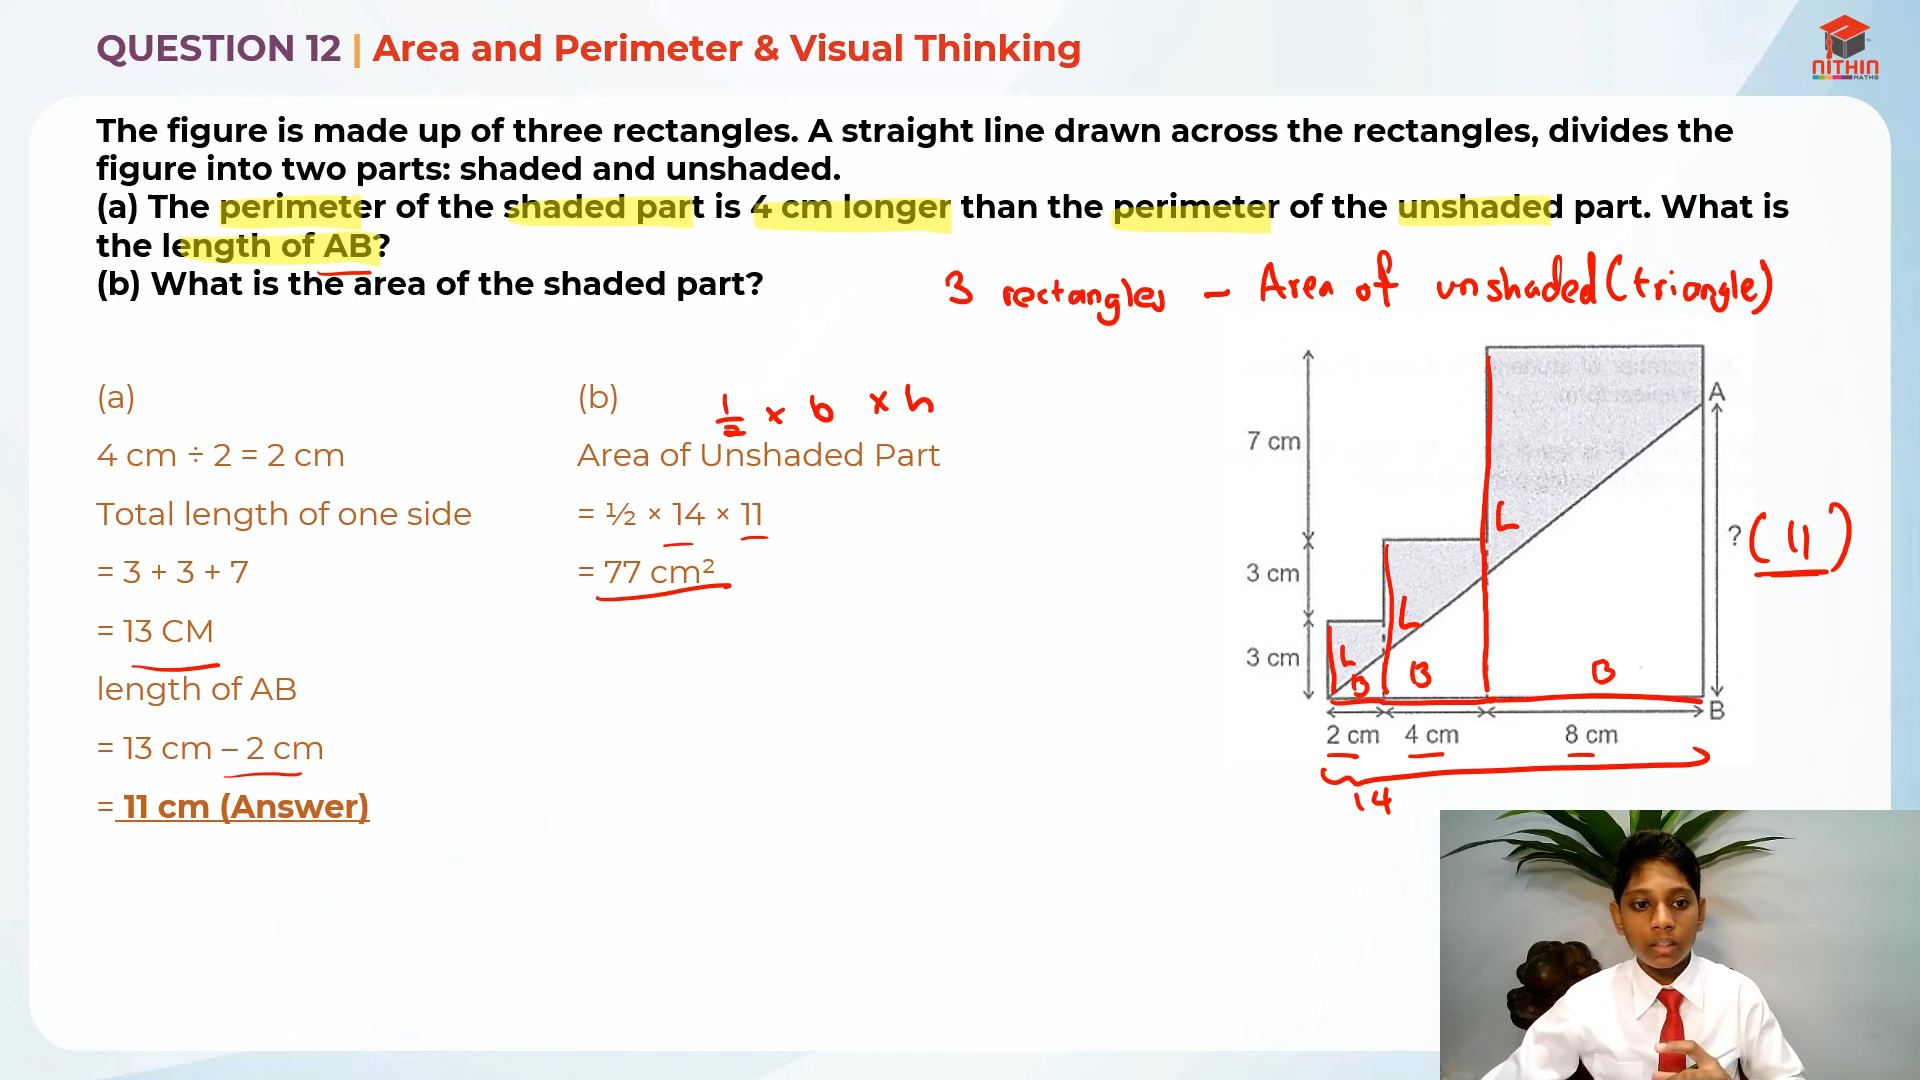 QUESTION 12 | Area and Perimeter & Visual Thinking
NITHIN
MATHS
The figure is made up of three rectangles. A straight line drawn across the rectangles, divides the
figure into two parts: shaded and unshaded.
(a) The perimeter of the shaded part is 4 cm longer than the perimeter of the unshaded part. What is
the length of AB?
(b) What is the area of the shaded part?
3 rectangles – Area of unshaded (triangle)
(a)
4 cm ÷ 2 = 2 cm
Total length of one side
= 3 + 3 + 7
= 13 CM
length of AB
= 13 cm – 2 cm
= 11 cm (Answer)
(b)
1/2 × b × h
Area of Unshaded Part
= ½ × 14 × 11
= 77 cm²
A
7 cm
L
? (11)
3 cm
L
3 cm
L
B
B
B
B
2 cm 4 cm 8 cm
14